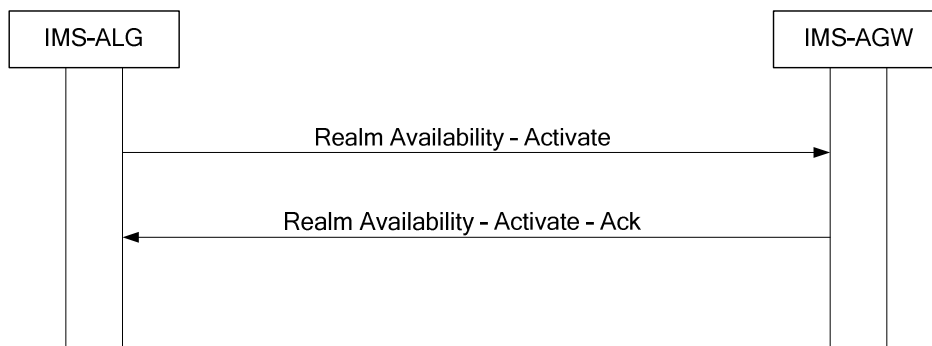 IMS-ALG
IMS-AGW
Realm Availability - Activate
Realm Availability - Activate - Ack